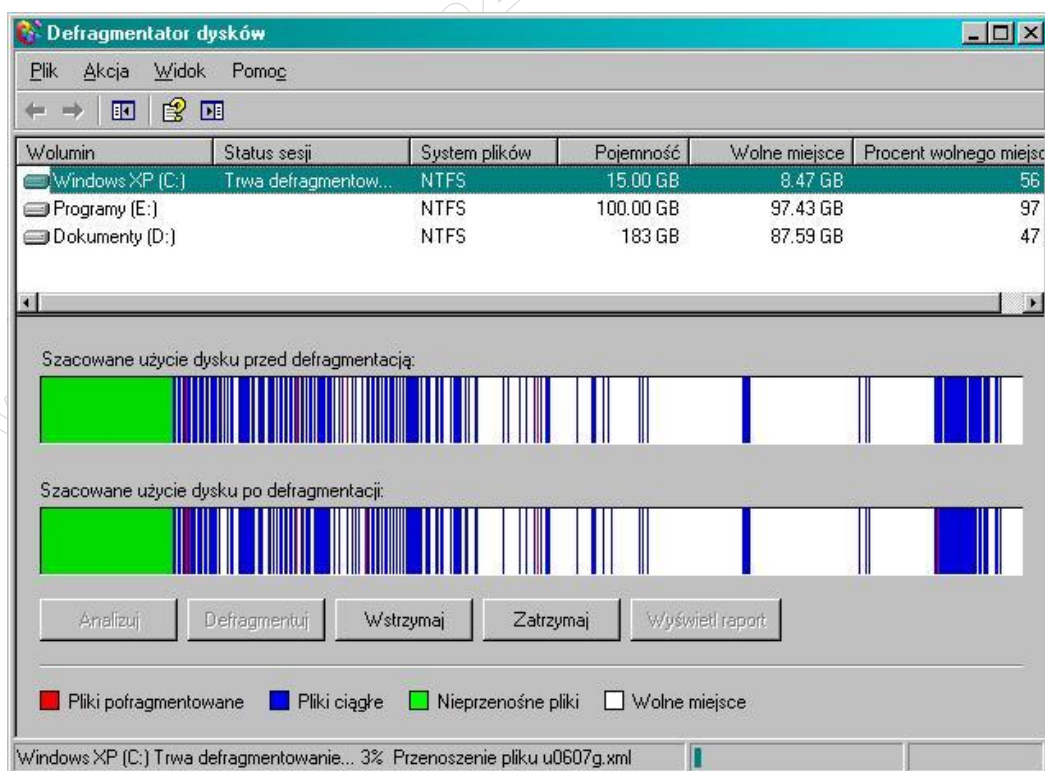 Defragmentator dysków
Plik Akcja Widok Pomoc
Wolumin Status sesji System plików Pojemność Wolne miejsce Procent wolnego miejsc
Windows XP (C:) Trwa defragmentow... NTFS 15.00 GB 8.47 GB 56
Programy (E:) NTFS 100.00 GB 97.43 GB 97
Dokumenty (D:) NTFS 183 GB 87.59 GB 47
Szacowane użycie dysku przed defragmentacją:
Szacowane użycie dysku po defragmentacji:
Analizuj Defragmentuj Wstrzymaj Zatrzymaj Wyświetl raport
Pliki pofragmentowane Pliki ciągłe Nieprzenośne pliki Wolne miejsce
Windows XP (C:) Trwa defragmentowanie... 3% Przenoszenie pliku u0607g.xml